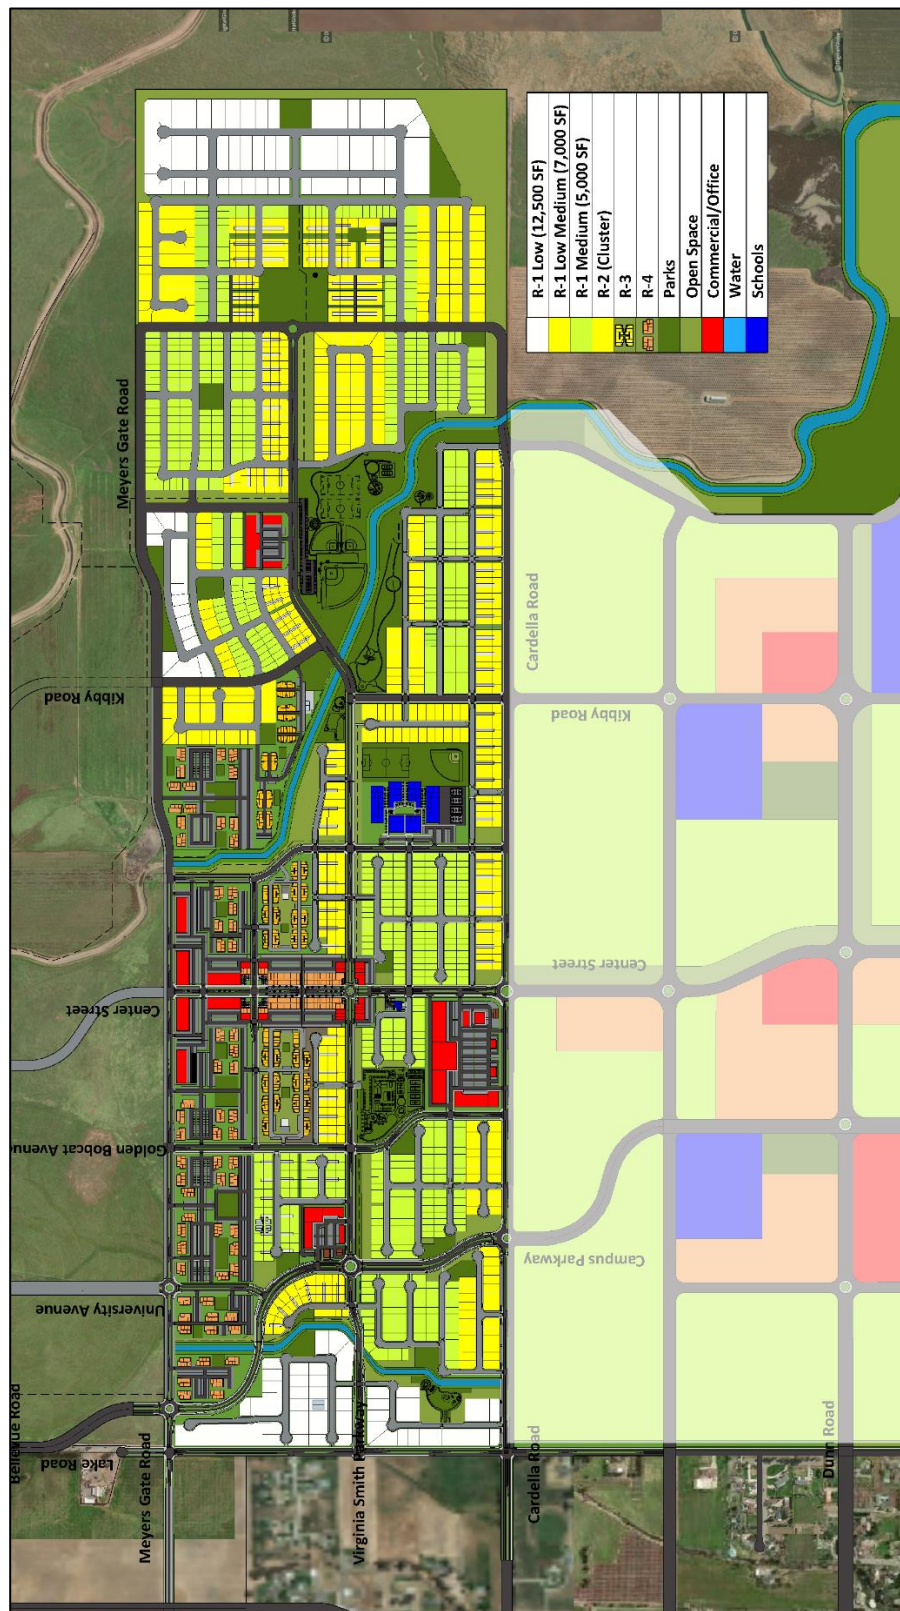 R-1 Low (12,500 SF)
R-1 Low Medium (7,000 SF)
R-1 Medium (5,000 SF)
R-2 (Cluster)
R-3
R-4
Parks
Open Space
Commercial/Office
Water
Schools
Meyers Gate Road
Kibby Road
Center Street
Golden Bobcat Avenu
University Avenue
Bellevue Road
Lake Road
Meyers Gate Road
Virginia Smith Parkway
Cardella Road
Dunn Road
Cardella Road
Kibby Road
Center Street
Campus Parkway